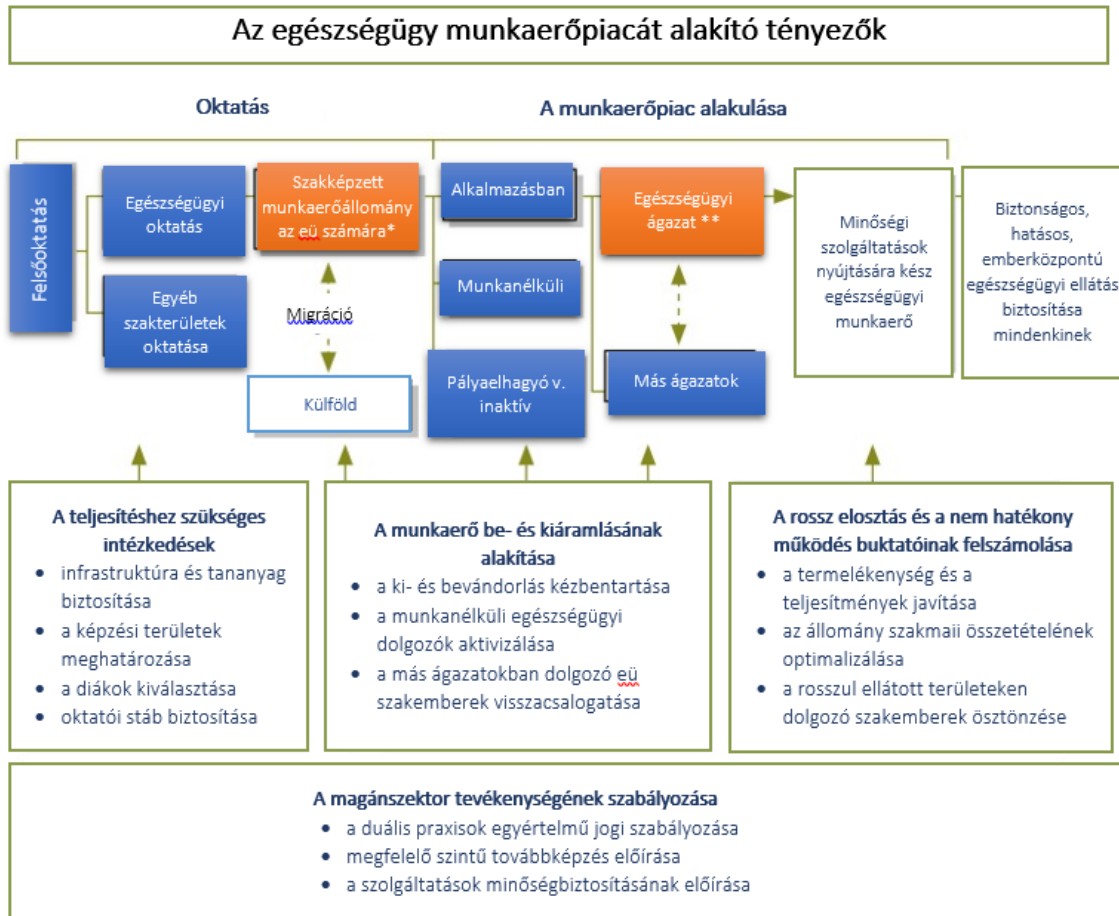 Az egészségügy munkaerőpiacát alakító tényezők
Oktatás
A munkaerőpiac alakulása
Felsőoktatás
Egészségügyi
oktatás
Egyéb
szakterületek
oktatása
Szakképzett
munkaerőállomány
az eü számára*
Migráció
Külföld
Alkalmazásban
Munkanélküli
Pályaelhagyó v.
inaktív
Egészségügyi
ágazat **
Más ágazatok
Minőségi
szolgáltatások
nyújtására kész
egészségügyi
munkaerő
Biztonságos,
hatásos,
emberközpontú
egészségügyi ellátás
biztosítása
mindenkinek
A teljesítéshez szükséges
intézkedések
• infrastruktúra és tananyag
biztosítása
• a képzési területek
meghatározása
• a diákok kiválasztása
• oktatói stáb biztosítása
A munkaerő be- és kiáramlásának
alakítása
• a ki- és bevándorlás kézbentartása
• a munkanélküli egészségügyi
dolgozók aktivizálása
• a más ágazatokban dolgozó eü
szakemberek visszacsalogatása
A rossz elosztás és a nem hatékony
működés buktatóinak felszámolása
• a termelékenység és a
teljesítmények javítása
• az állomány szakmaii összetételének
optimalizálása
• a rosszul ellátott területeken
dolgozó szakemberek ösztönzése
A magánszektor tevékenységének szabályozása
• a duális praxisok egyértelmű jogi szabályozása
• megfelelő szintű továbbképzés előírása
• a szolgáltatások minőségbiztosításának előírása